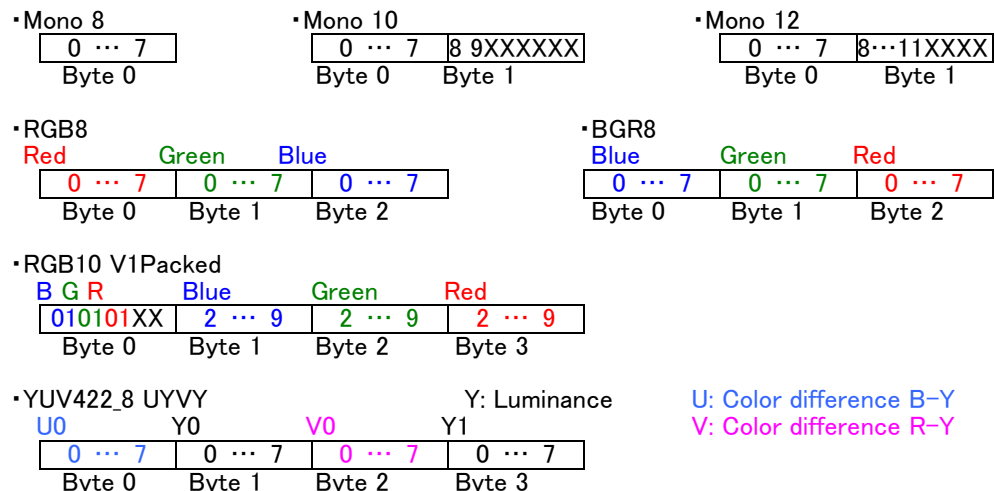 ・Mono 8 ・Mono 10 ・Mono 12
0 … 7 0 … 7 8 9XXXXXX 0 … 7 8…11XXXX
Byte 0 Byte 0 Byte 1 Byte 0 Byte 1
・RGB8 ・BGR8
Red Green Blue Blue Green Red
0 … 7 0 … 7 0 … 7 0 … 7 0 … 7 0 … 7
Byte 0 Byte 1 Byte 2 Byte 0 Byte 1 Byte 2
・RGB10 V1Packed
B G R Blue Green Red
010101XX 2 … 9 2 … 9 2 … 9
Byte 0 Byte 1 Byte 2 Byte 3
・YUV422_8 UYVY Y: Luminance U: Color difference B-Y
U0 Y0 V0 Y1 V: Color difference R-Y
0 … 7 0 … 7 0 … 7 0 … 7
Byte 0 Byte 1 Byte 2 Byte 3